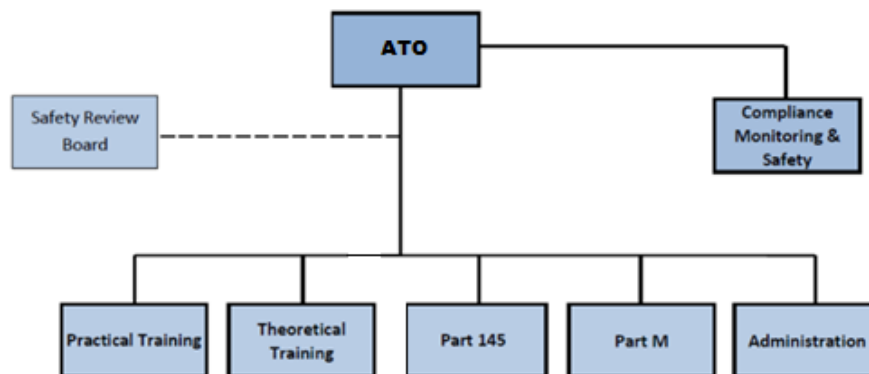 ATO
Safety Review
Board
Compliance
Monitoring &
Safety
Practical Training
Theoretical
Training
Part 145
Part M
Administration